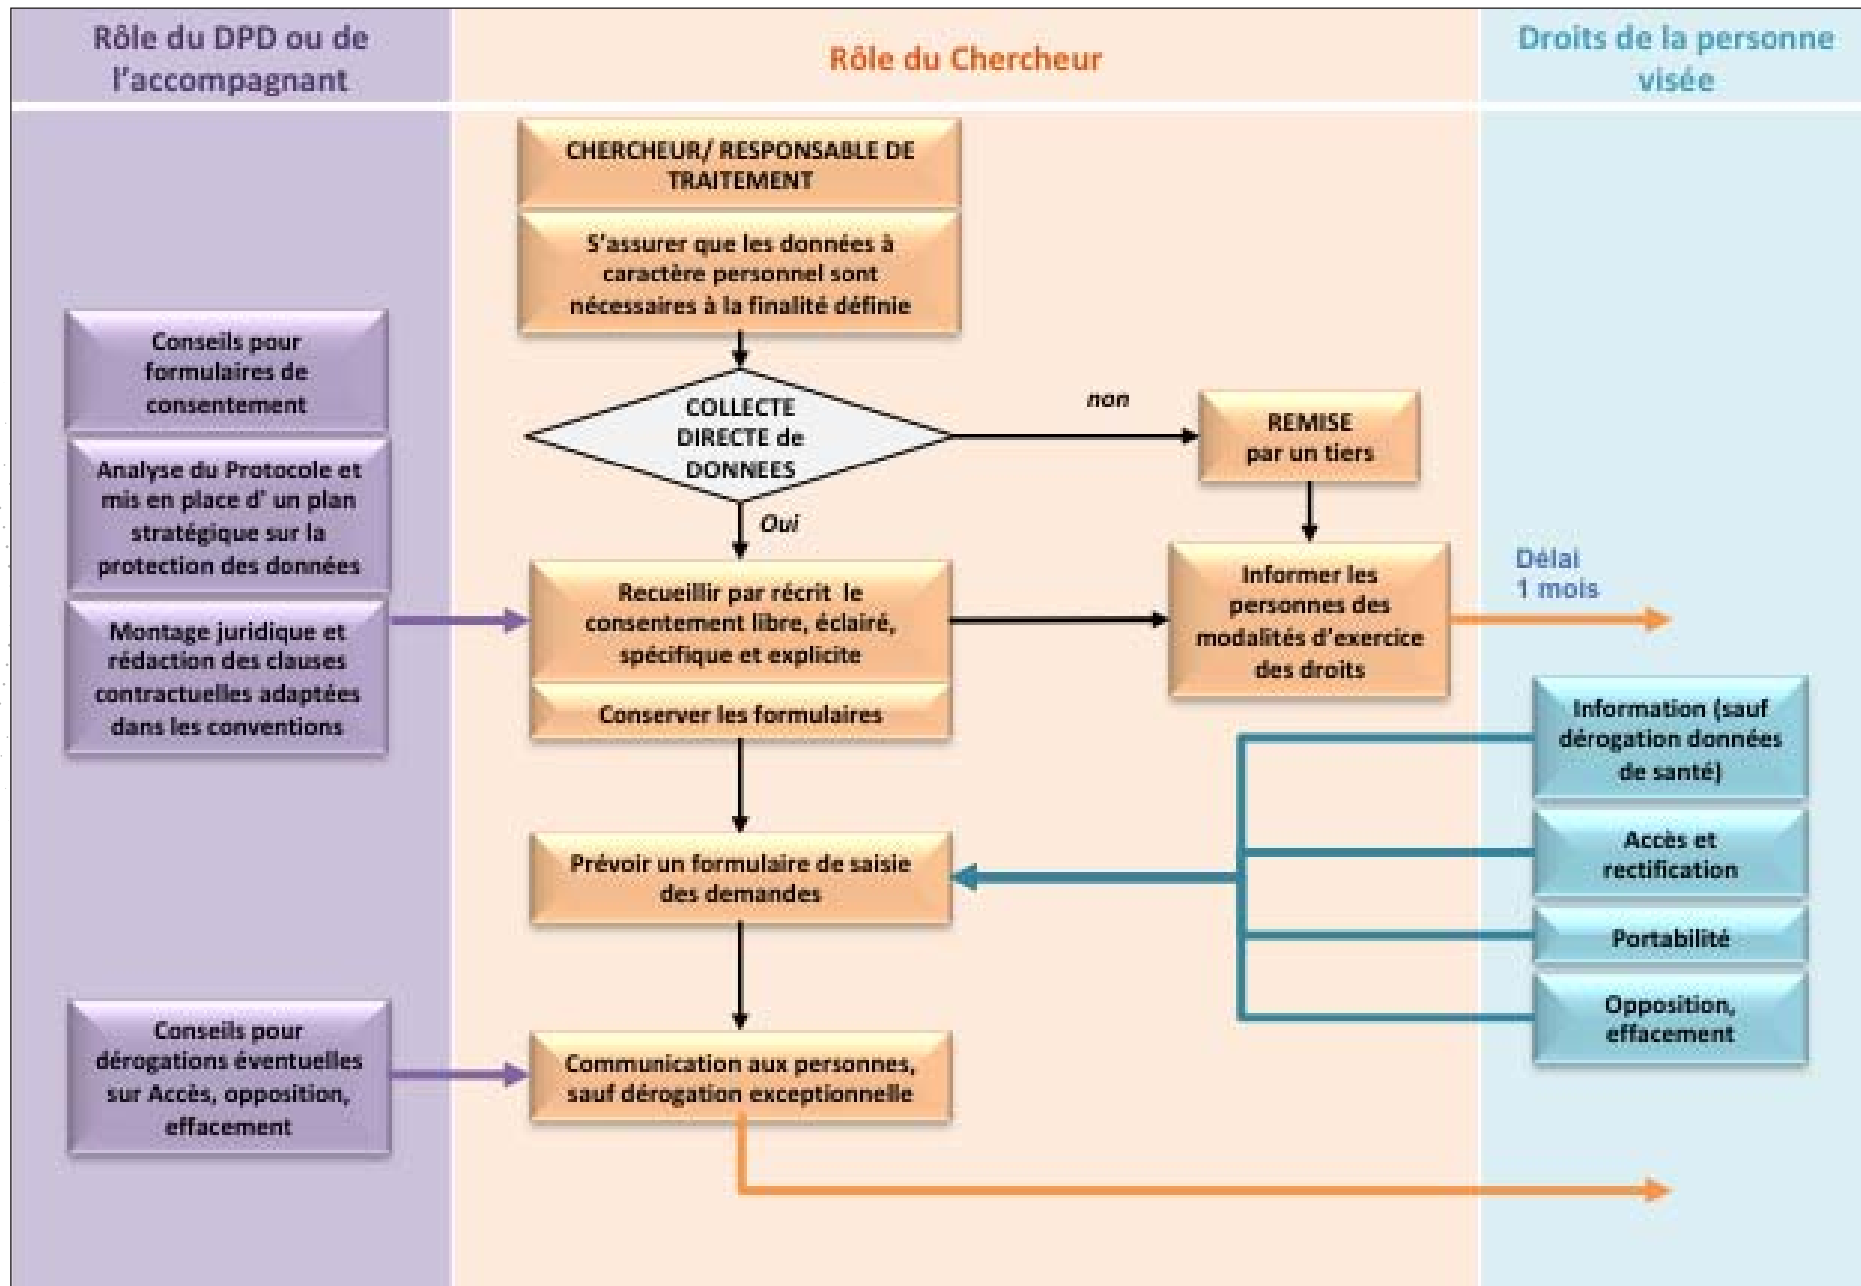 Rôle du DPD ou de
l'accompagnant
Rôle du Chercheur
Droits de la personne
visée
Conseils pour
formulaires de
consentement
Analyse du Protocole et
mis en place d' un plan
stratégique sur la
protection des données
Montage juridique et
rédaction des clauses
contractuelles adaptées
dans les conventions
Conseils pour
dérogations éventuelles
sur Accès, opposition,
effacement
CHERCHEUR/ RESPONSABLE DE
TRAITEMENT
S'assurer que les données à
caractère personnel sont
nécessaires à la finalité définie
COLLECTE
DIRECTE de
DONNEES
non
REMISE
par un tiers
Oui
Recueillir par récrit le
consentement libre, éclairé,
spécifique et explicite
Conserver les formulaires
Informer les
personnes des
modalités d'exercice
des droits
Prévoir un formulaire de saisie
des demandes
Communication aux personnes,
sauf dérogation exceptionnelle
Délai
1 mois
Information (sauf
dérogation données
de santé)
Accès et
rectification
Portabilité
Opposition,
effacement